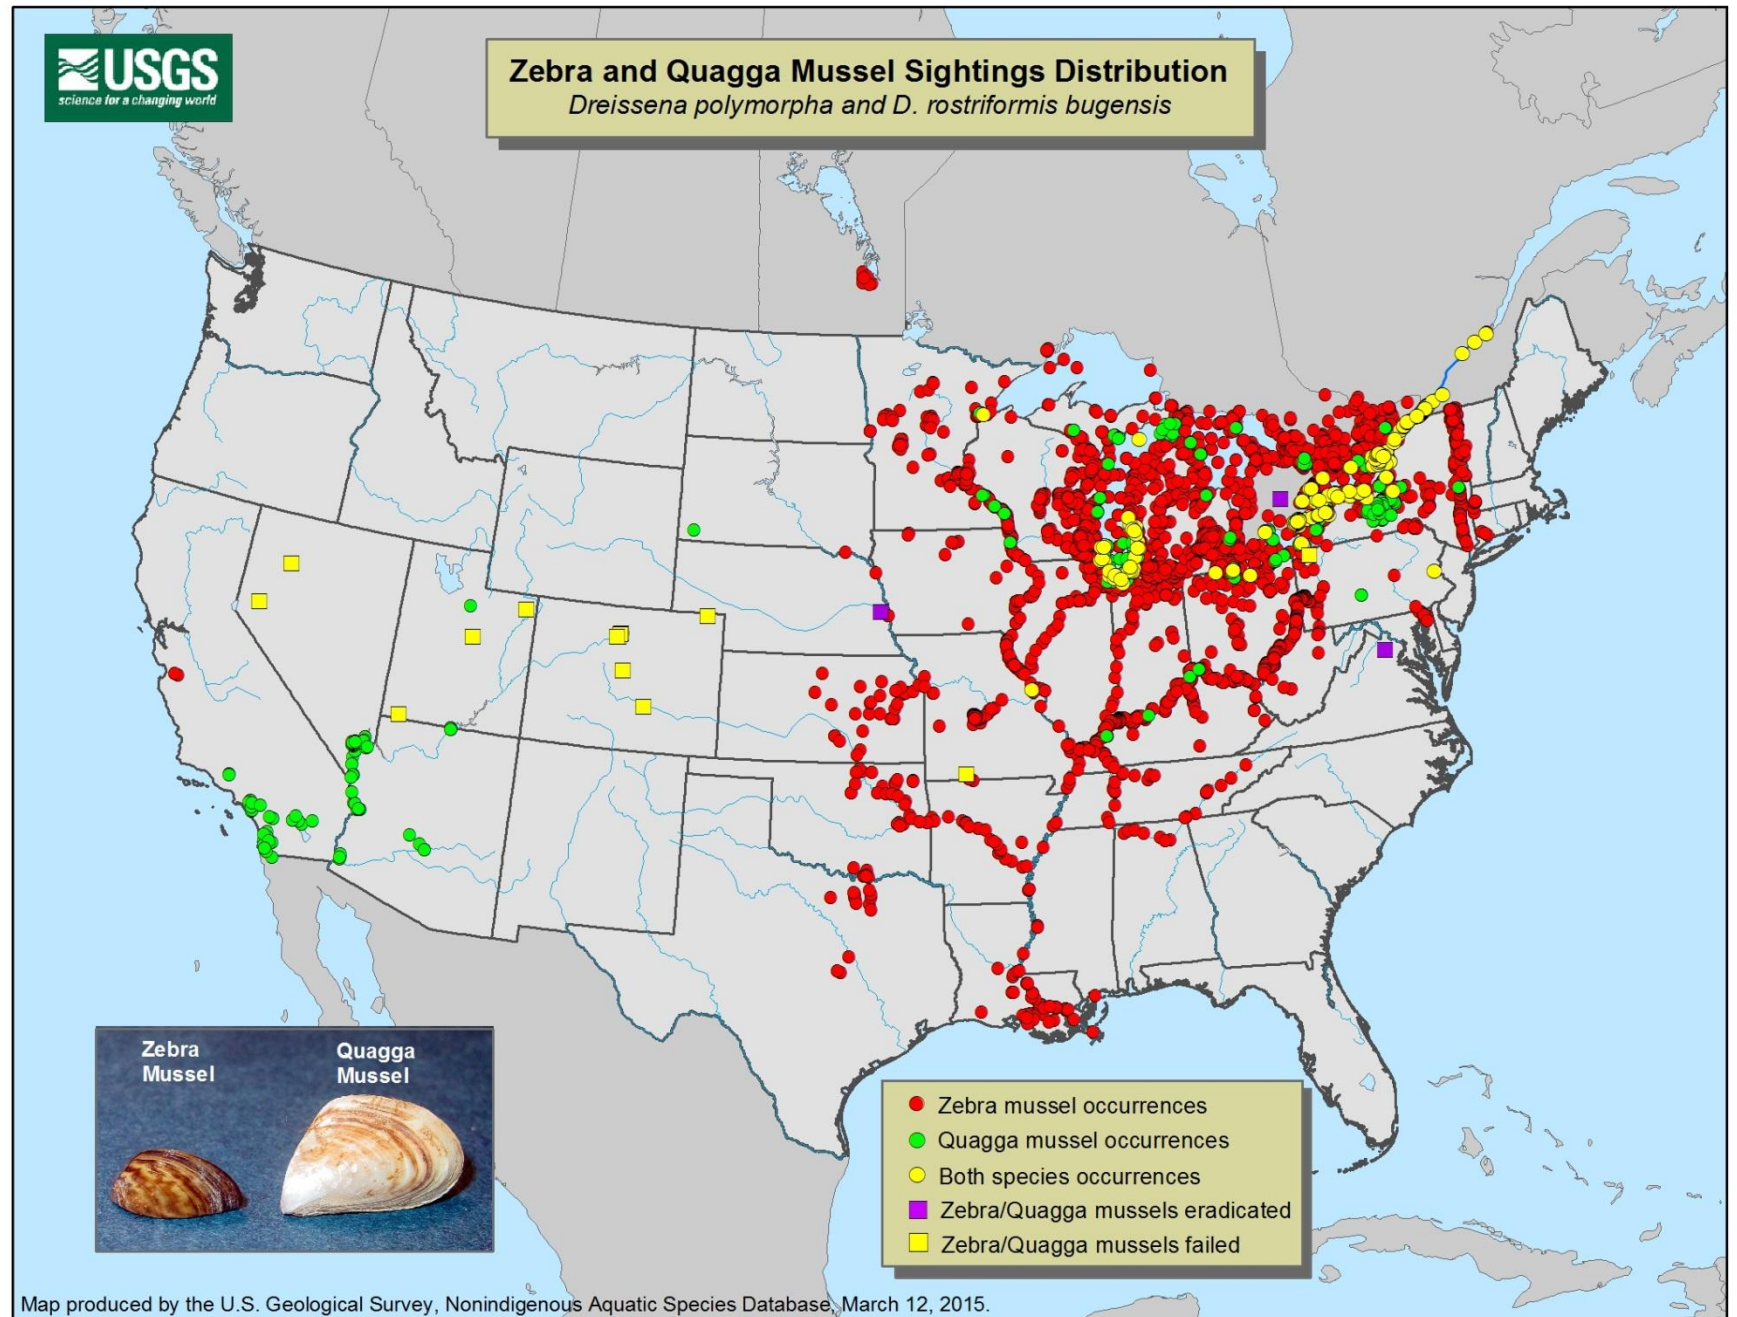 USGS
science for a changing world
Zebra and Quagga Mussel Sightings Distribution
Dreissena polymorpha and D. rostriformis bugensis
Zebra
Mussel
Quagga
Mussel
Zebra mussel occurrences
Quagga mussel occurrences
Both species occurrences
Zebra/Quagga mussels eradicated
Zebra/Quagga mussels failed
Map produced by the U.S. Geological Survey, Nonindigenous Aquatic Species Database, March 12, 2015.